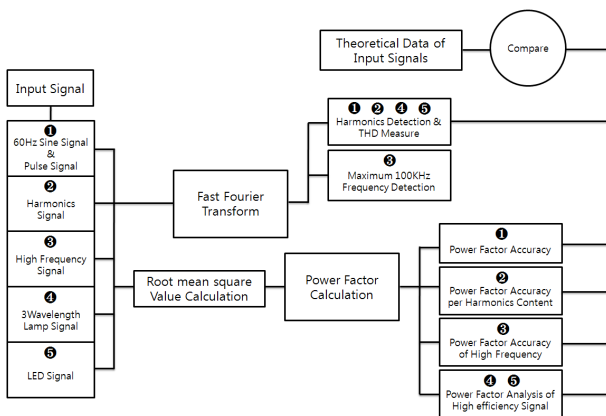 Theoretical Data of
Input Signals
Compare
Input Signal
❶
60Hz Sine Signal
&
Pulse Signal
❷
Harmonics
Signal
❸
High Frequency
Signal
❹
3Wavelength
Lamp Signal
❺
LED Signal
Fast Fourier
Transform
❶ ❷ ❹ ❺
Harmonics Detection &
THD Measure
❸
Maximum 100KHz
Frequency Detection
Root mean square
Value Calculation
Power Factor
Calculation
❶
Power Factor Accuracy
❷
Power Factor Accuracy
per Harmonics Content
❸
Power Factor Accuracy
of High Frequency
❹ ❺
Power Factor Analysis of
High efficiency Signal